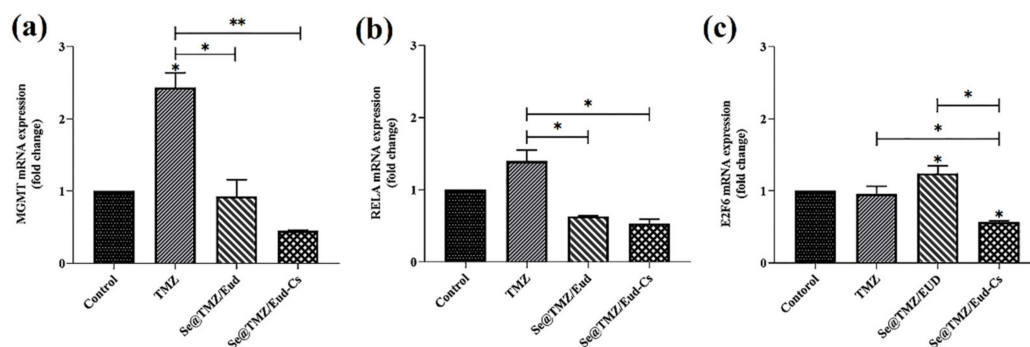 (a)
MGMT mRNA expression
(fold change)
3
2
1
0
*
*
**
Control
TMZ
Se@TMZ/Eud
Se@TMZ/Eud-Cs
(b)
RELA mRNA expression
(fold change)
3
2
1
0
*
*
Contorol
TMZ
Se@TMZ/Eud
Se@TMZ/Eud-Cs
(c)
E2F6 mRNA expression
(fold change)
3
2
1
0
*
*
*
*
Contorol
TMZ
Se@TMZ/EUD
Se@TMZ/Eud-Cs